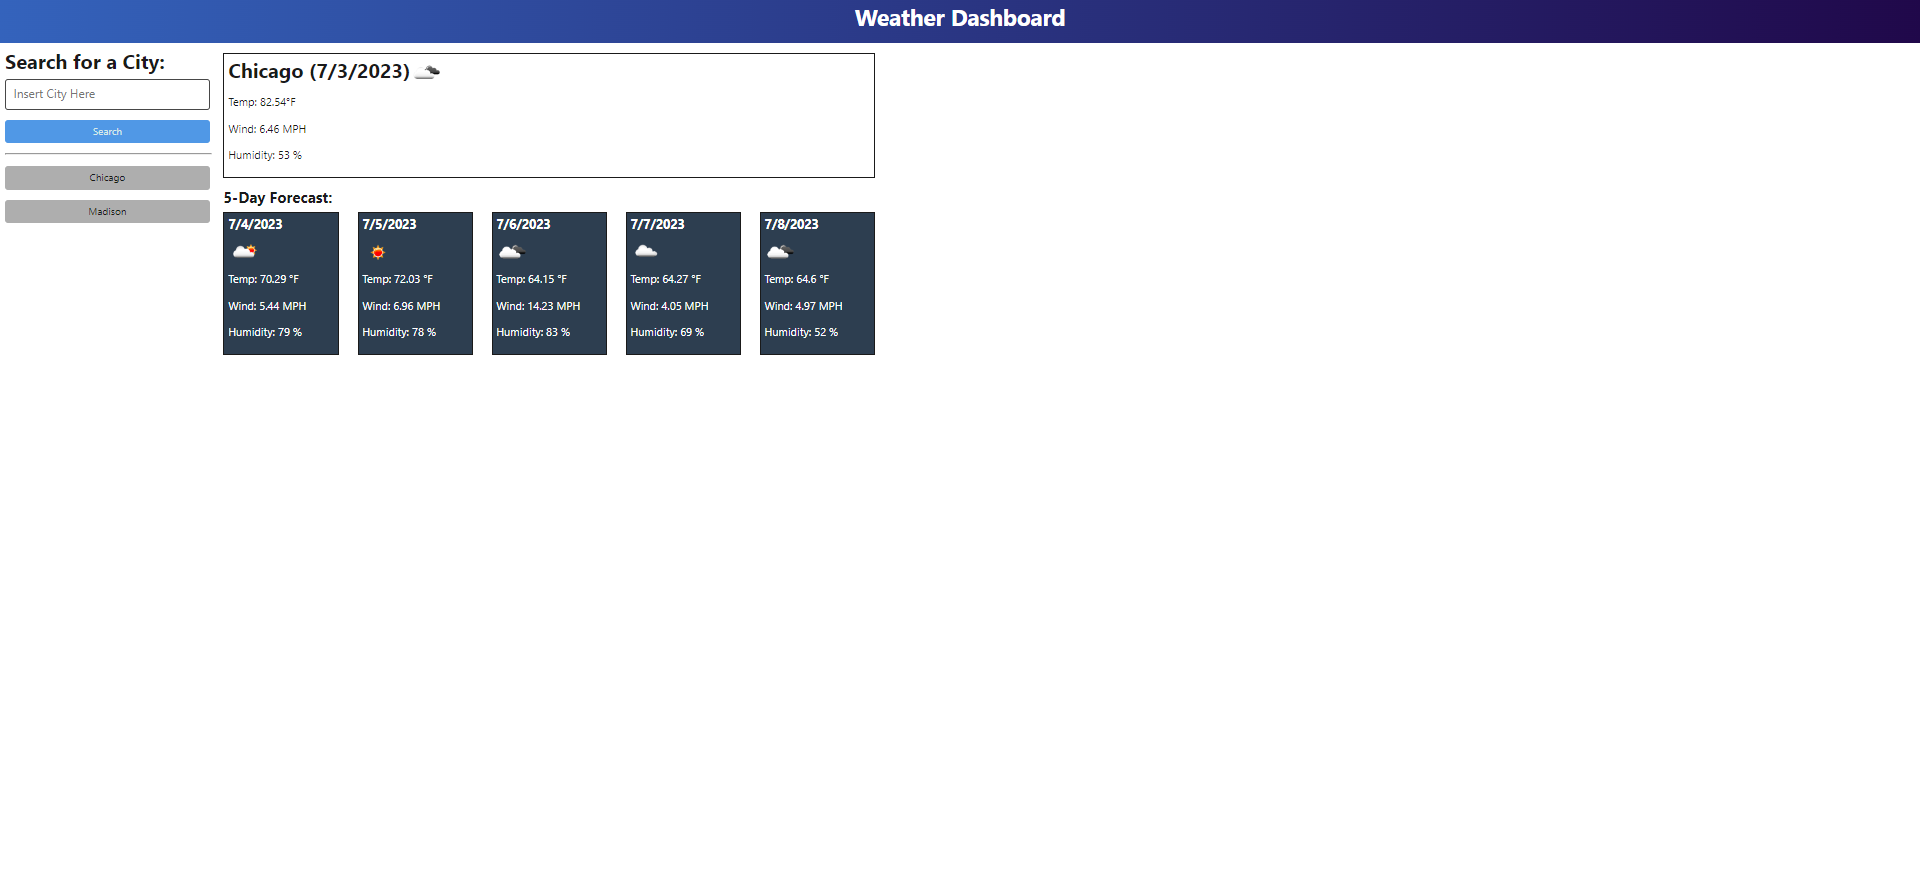 Weather Dashboard
Search for a City:
Insert City Here
Search
Chicago
Madison
Chicago (7/3/2023)
Temp: 82.54°F
Wind: 6.46 MPH
Humidity: 53 %
5-Day Forecast:
7/4/2023
Temp: 70.29 °F
Wind: 5.44 MPH
Humidity: 79 %
7/5/2023
Temp: 72.03 °F
Wind: 6.96 MPH
Humidity: 78 %
7/6/2023
Temp: 64.15 °F
Wind: 14.23 MPH
Humidity: 83 %
7/7/2023
Temp: 64.27 °F
Wind: 4.05 MPH
Humidity: 69 %
7/8/2023
Temp: 64.6 °F
Wind: 4.97 MPH
Humidity: 52 %